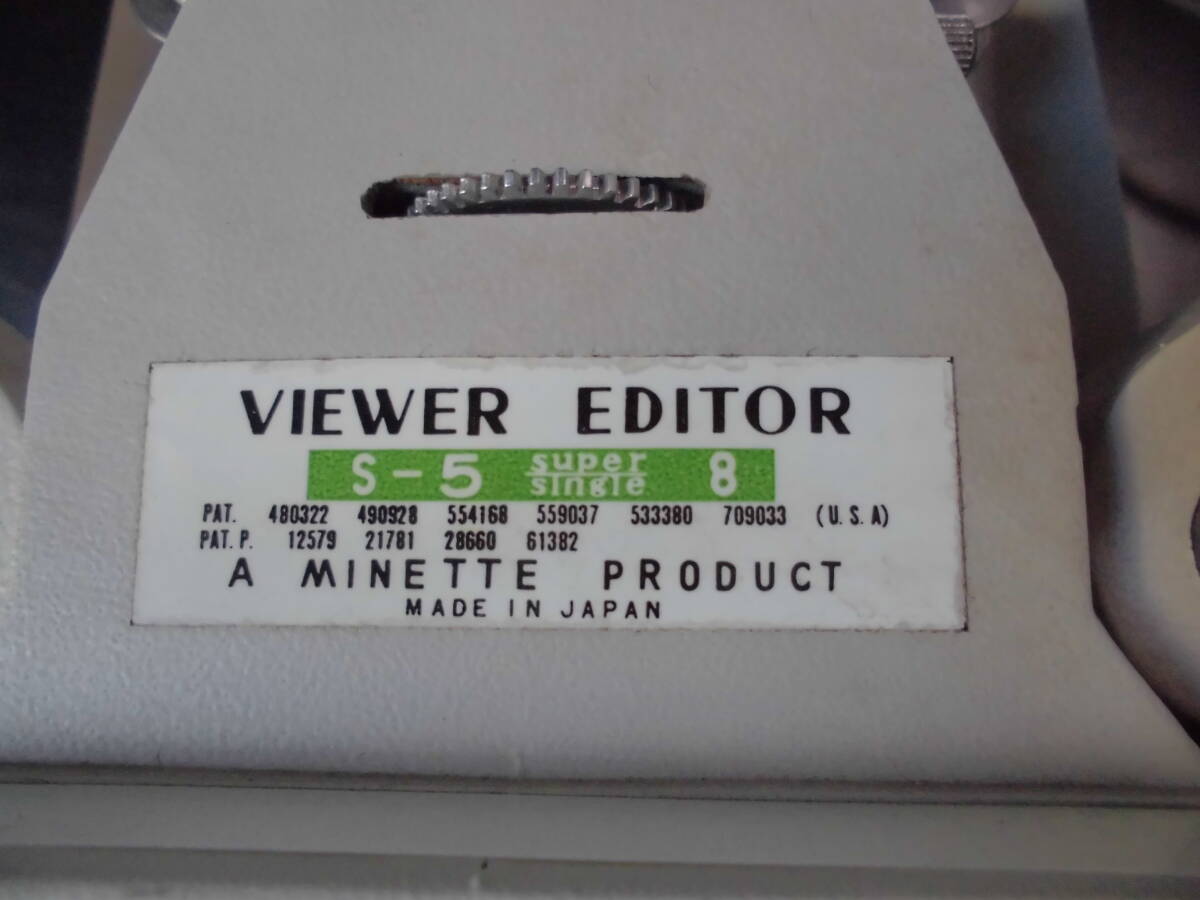 VIEWER EDITOR
S-5 super single 8
PAT. 480322 490928 554168 559037 533380 709033 (U.S.A)
PAT.P. 12579 21781 28660 61382
A MINETTE PRODUCT
MADE IN JAPAN